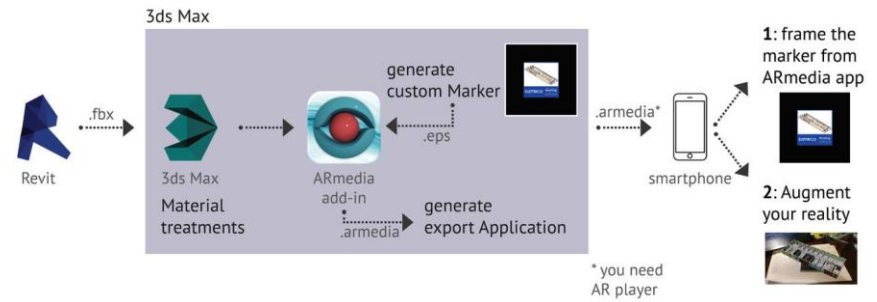 3ds Max
.fbx
Revit
3ds Max
Material
treatments
ARmedia
add-in
generate
custom Marker
.eps
.armedia
generate
export Application
.armedia*
smartphone
* you need
AR player
1: frame the
marker from
ARmedia app
2: Augment
your reality